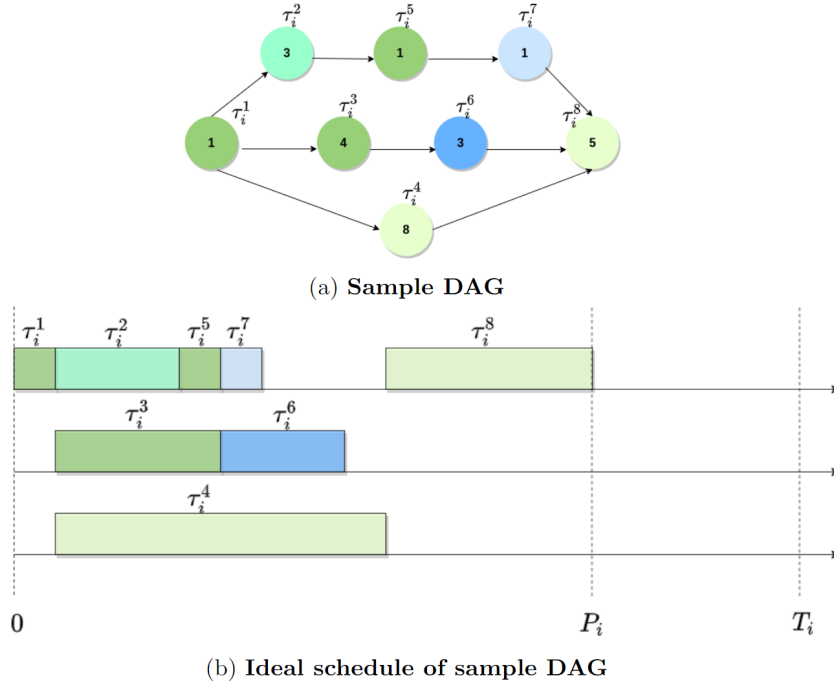 τ_i^2 τ_i^5 τ_i^7
3 1 1
τ_i^1 τ_i^3 τ_i^6 τ_i^8
1 4 3 5
τ_i^4
8
(a) Sample DAG
τ_i^1 τ_i^2 τ_i^5 τ_i^7 τ_i^8
τ_i^3 τ_i^6
τ_i^4
0 P_i T_i
(b) Ideal schedule of sample DAG